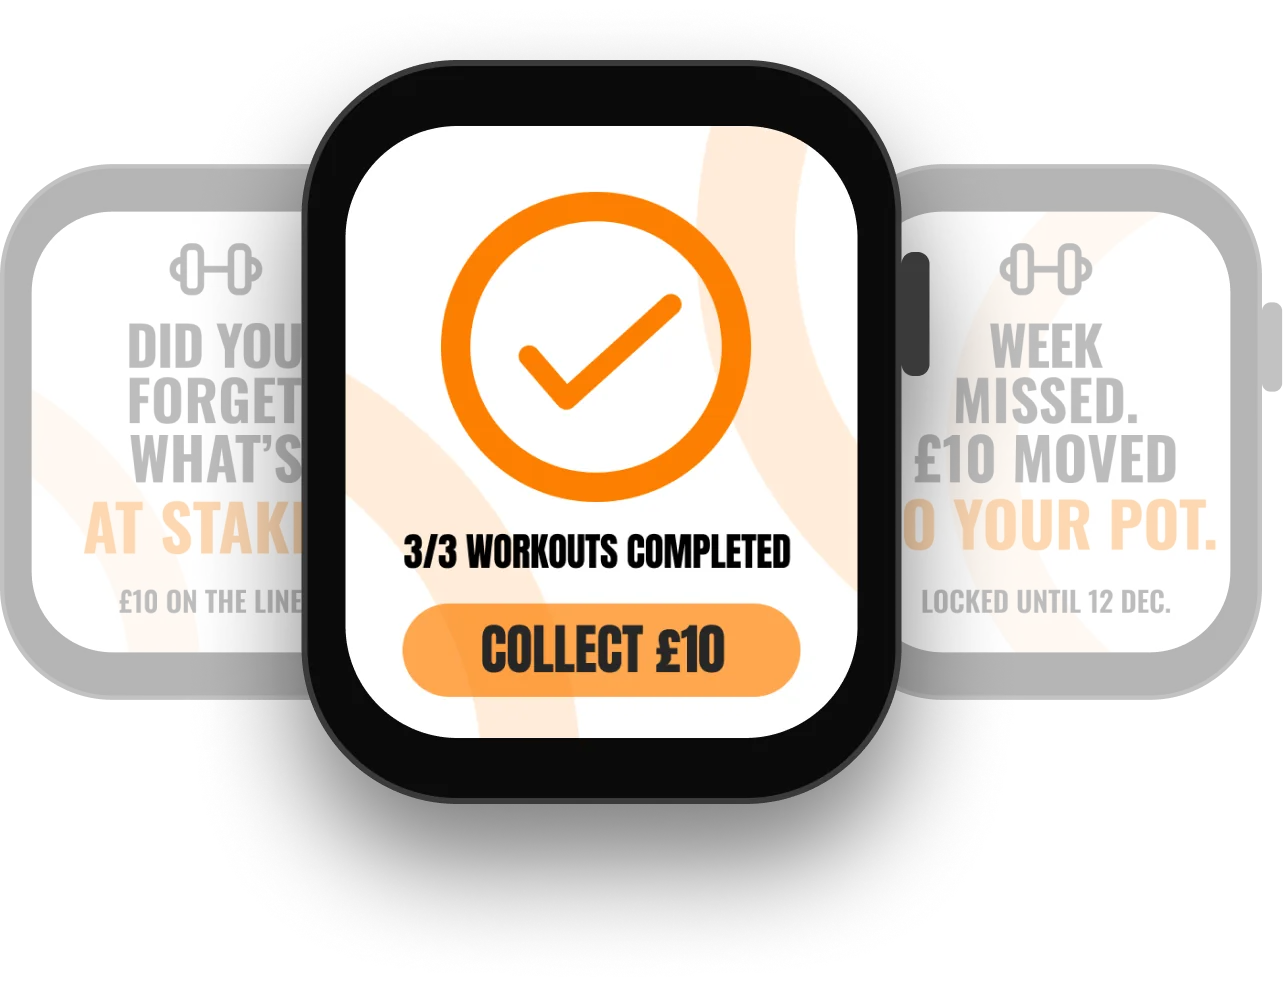 DID YOU
FORGET
WHAT'S
AT
£10 ON THE LINE
3/3 WORKOUTS COMPLETED
COLLECT £10
WEEK
MISSED.
£10 MOVED
YOUR POT.
LOCKED UNTIL 12 DEC.